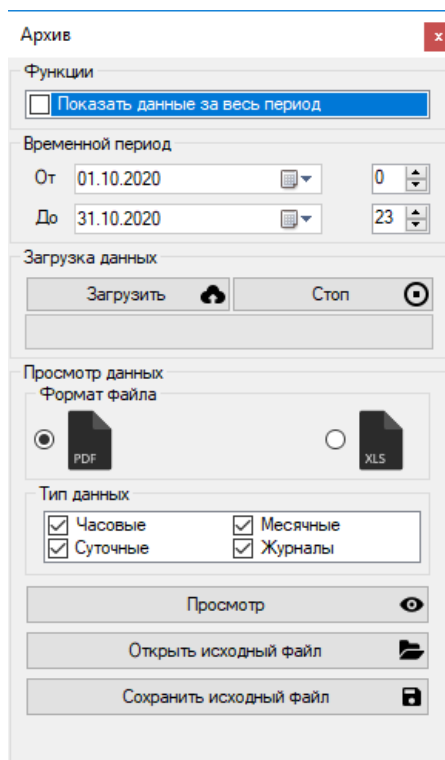 Архив
x
Функции
Показать данные за весь период
Временной период
От 01.10.2020 0
До 31.10.2020 23
Загрузка данных
Загрузить Стоп
Просмотр данных
Формат файла
PDF XLS
Тип данных
Часовые Месячные
Суточные Журналы
Просмотр
Открыть исходный файл
Сохранить исходный файл